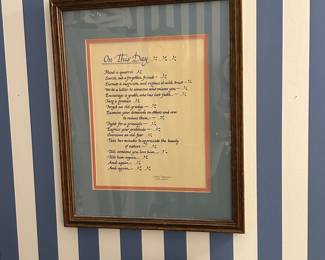 On This Day
Mend a quarrel
Search out a forgotten friend—
Dismiss a suspicion, and replace it with trust—
Write a letter to someone who misses you—
Encourage a youth, who has lost faith—
Keep a promise
Forget an old grudge—
Examine your demands on others and vow
to reduce them—
Fight for a principle—
Express your gratitude—
Overcome an old fear
Take two minutes to appreciate the beauty
of nature—
Tell someone you love him
Tell him again
And again
And again